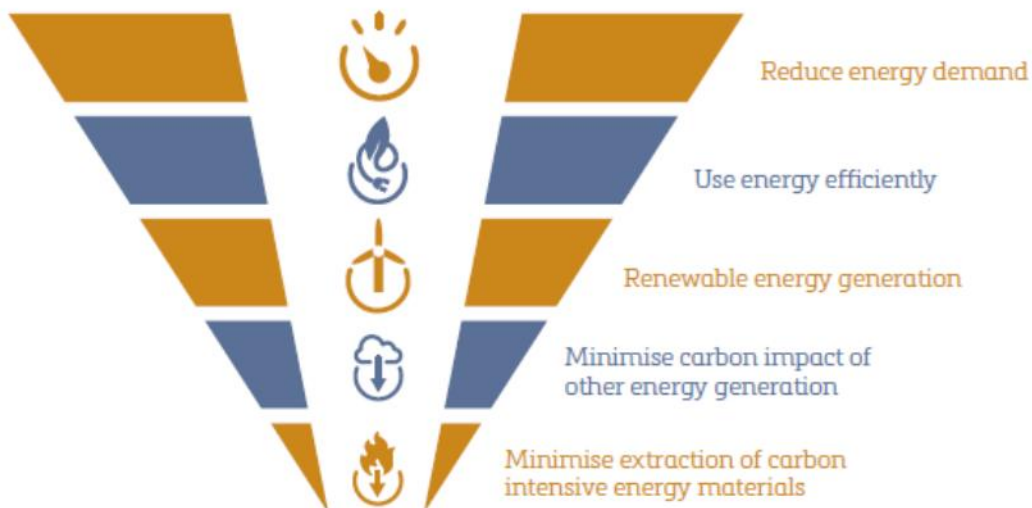 Reduce energy demand
Use energy efficiently
Renewable energy generation
Minimise carbon impact of
other energy generation
Minimise extraction of carbon
intensive energy materials